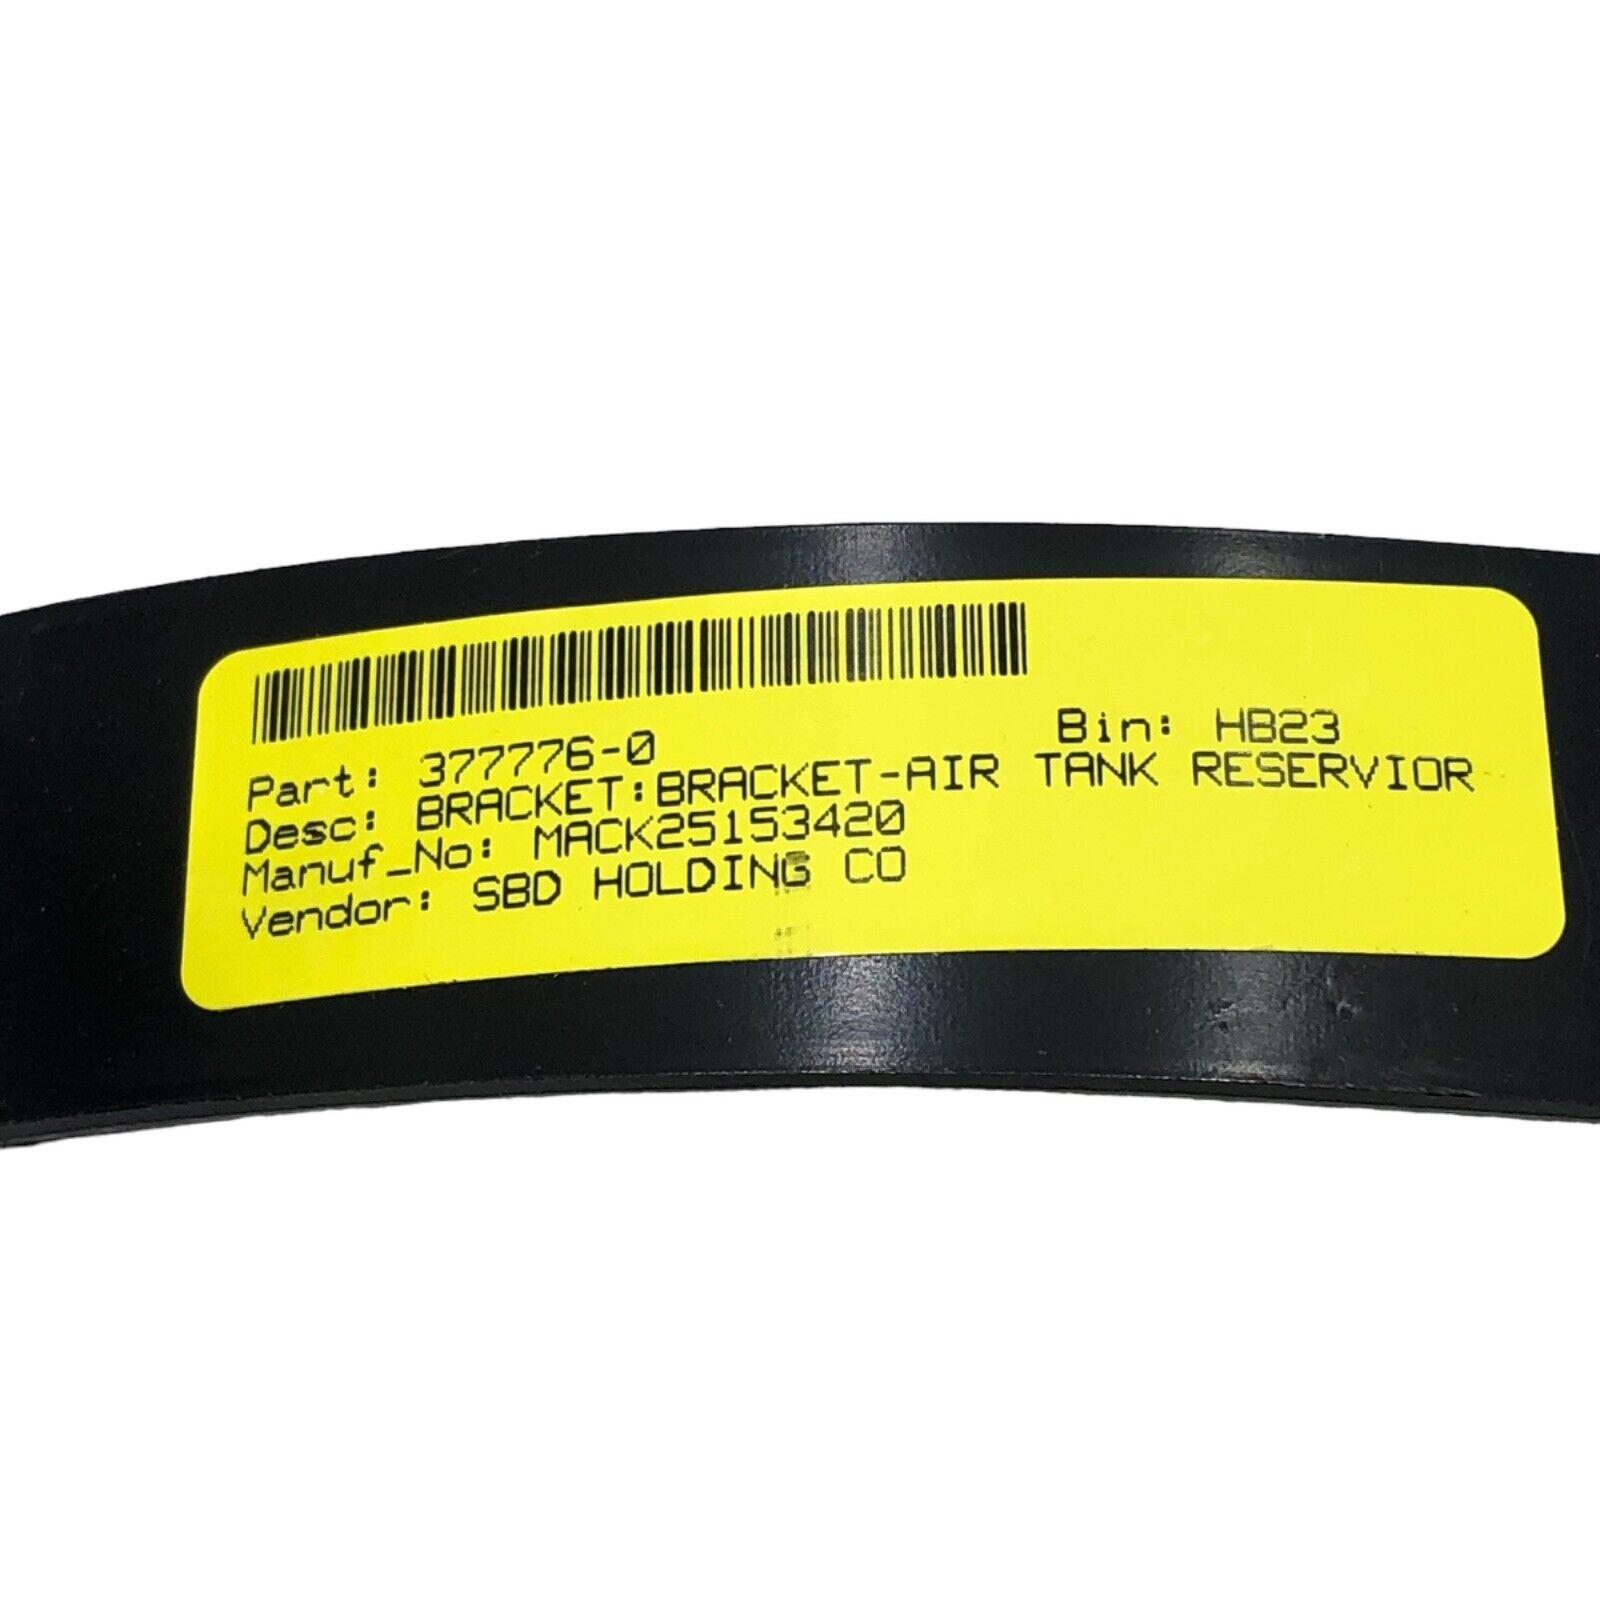 Part: 377776-0 Bin: HB23
Desc: BRACKET:BRACKET-AIR TANK RESERVIOR
Manuf_No: MACK25153420
Vendor: SBD HOLDING CO